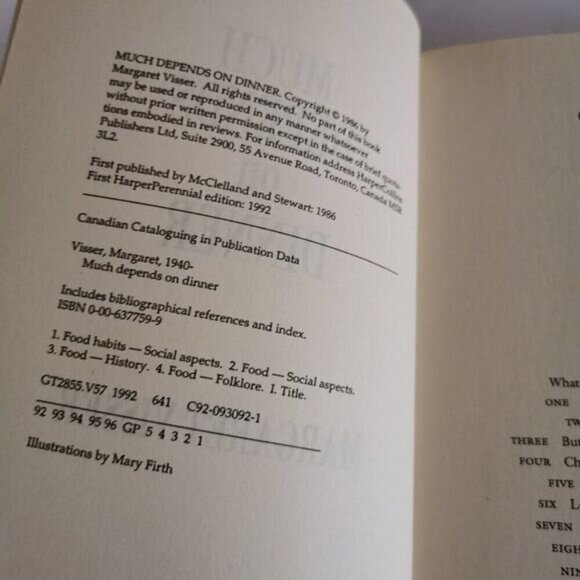 MUCH DEPENDS ON DINNER. Copyright © 1986 by
Margaret Visser. All rights reserved. No part of this book
may be used or reproduced in any manner whatsoever
without prior written permission except in the case of brief quota-
tions embodied in reviews. For information address HarperCollins
Publishers Ltd, Suite 2900, 55 Avenue Road, Toronto, Canada M5R
3L2.
First published by McClelland and Stewart: 1986
First HarperPerennial edition: 1992
Canadian Cataloguing in Publication Data
Visser, Margaret, 1940-
Much depends on dinner
Includes bibliographical references and index.
ISBN 0-00-637759-9
1. Food habits — Social aspects. 2. Food — Social aspects.
3. Food — History. 4. Food — Folklore. I. Title.
GT2855.V57 1992 641 C92-093092-1
92 93 94 95 96 GP 5 4 3 2 1
Illustrations by Mary Firth
What
ONE
TW
THREE But
FOUR Ch
FIVE
SIX L
SEVEN
EIGH
NIN